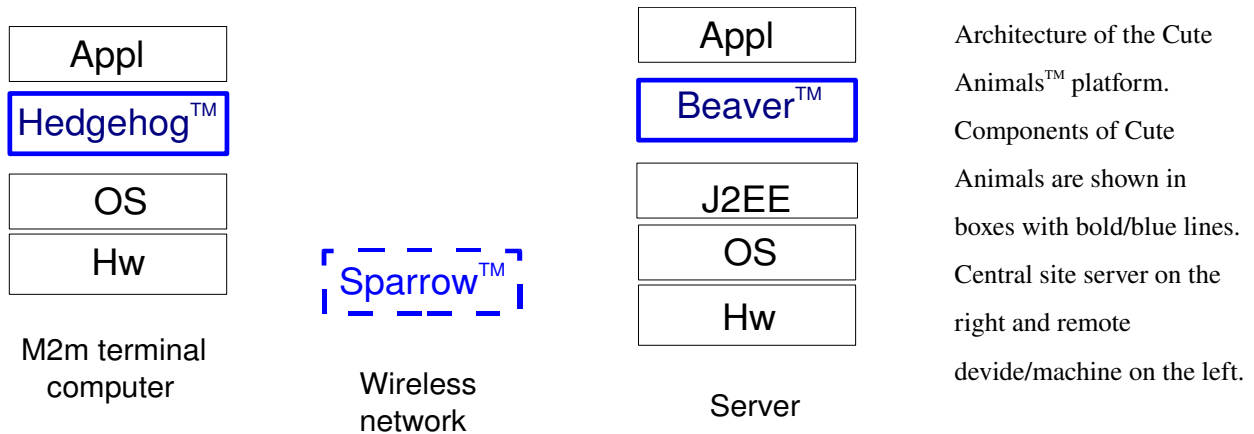 Appl
Hedgehog™
OS
Hw
M2m terminal
computer
Sparrow™
Wireless
network
Appl
Beaver™
J2EE
OS
Hw
Server
Architecture of the Cute
Animals™ platform.
Components of Cute
Animals are shown in
boxes with bold/blue lines.
Central site server on the
right and remote
devide/machine on the left.